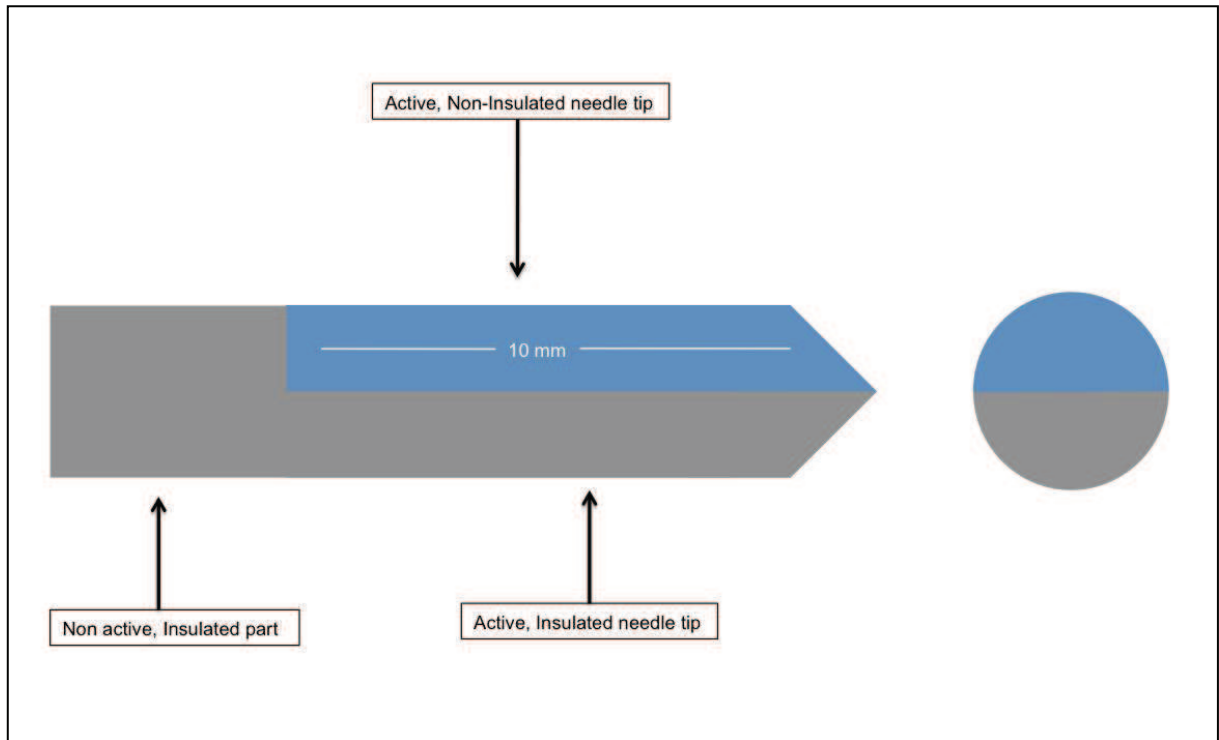 Active, Non-Insulated needle tip
10 mm
Active, Insulated needle tip
Non active, Insulated part